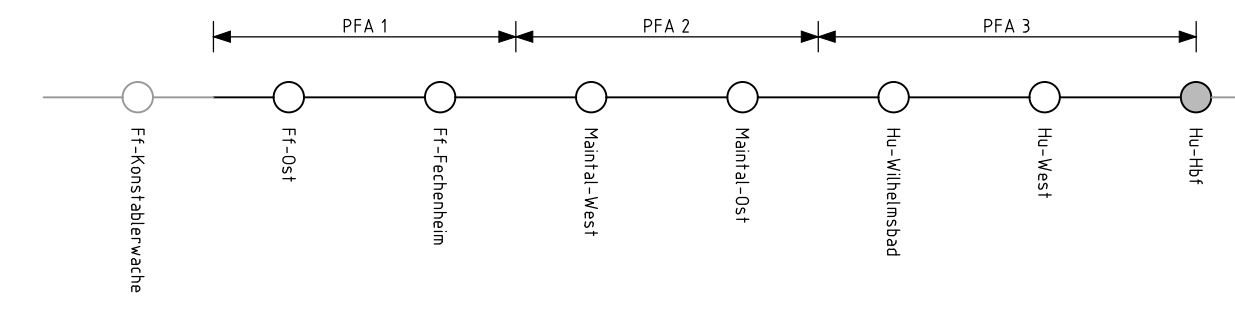 PFA 1
PFA 2
PFA 3
Ff-Konstablerwache
Ff-Ost
Ff-Fechenheim
Maintal-West
Maintal-Ost
Hu-Wilhelmsbad
Hu-West
Hu-Hbf